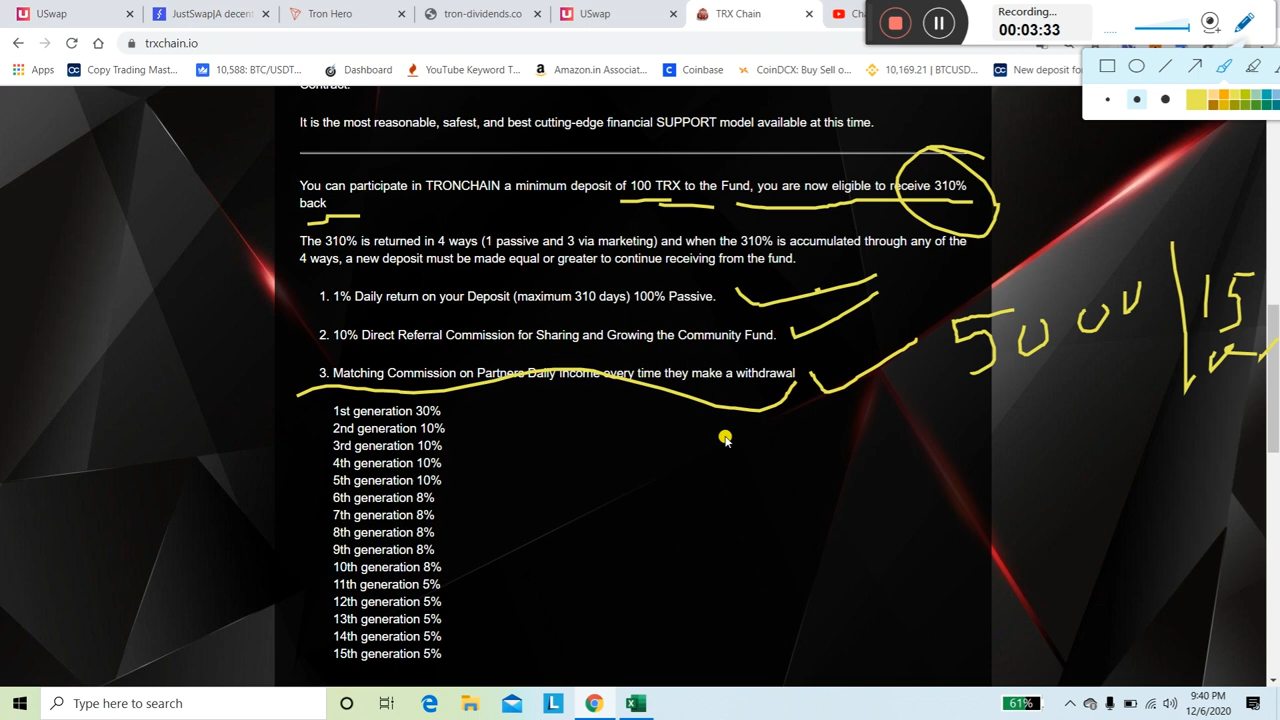 USwap
JustSwap|A decent
Tron Hero
tron-dividends.co
USwap
TRX Chain
Recording...
00:03:33
trxchain.io
Apps
Copy Trading Mast...
10,588: BTC/USDT...
Dashboard
YouTube Keyword T...
Amazon.in Associat...
Coinbase
CoinDCX: Buy Sell o...
10,169.21 | BTCUSD...
New deposit
Contract.
It is the most
safest,
financial SUPPORT model available at this time.
You can participate in TRONCHAIN a minimum deposit of 100 TRX to the Fund, you are now eligible to receive 310%
back
The 310% is returned in 4 ways (1 passive and 3 via marketing) and when the 310% is accumulated through any of the
4 ways, a new deposit must be made equal or greater to continue receiving from the fund.
1. 1% Daily return on your Deposit (maximum 310 days) 100% Passive.
2. 10% Direct Referral Commission for Sharing and Growing the Community Fund.
3. Matching Commission on Partners Daily Income every time they make a withdrawal
5000
15
1st generation 30%
2nd generation 10%
3rd generation 10%
4th generation 10%
5th generation 10%
6th generation 8%
7th generation 8%
8th generation 8%
9th generation 8%
10th generation 8%
11th generation 5%
12th generation 5%
13th generation 5%
14th generation 5%
15th generation 5%
Type here to search
61%
9:40 PM
12/6/2020